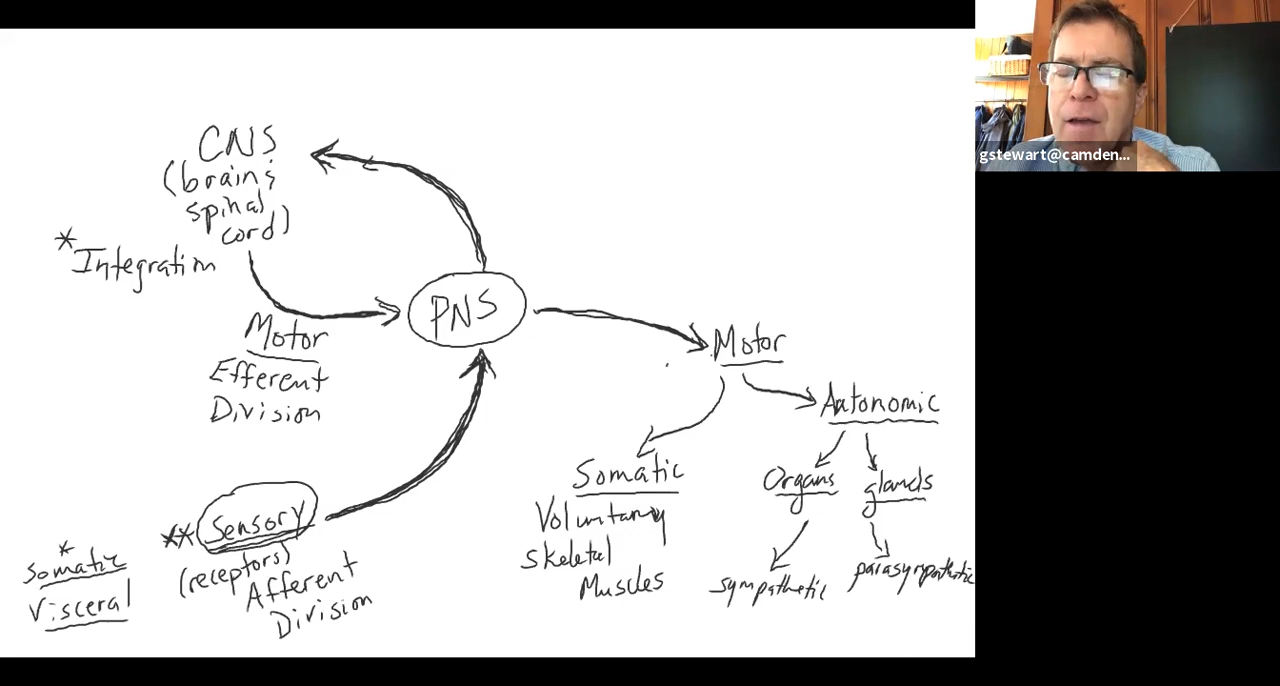 CNS
(brain &
spinal
cord)
*
Integration
PNS
Motor
Efferent
Division
** Sensory
(receptors)
Afferent
Division
*
Somatic
Visceral
Motor
Somatic
Voluntary
Skeletal
Muscles
Autonomic
Organs
glands
sympathetic
parasympathetic
gstewart@camden...